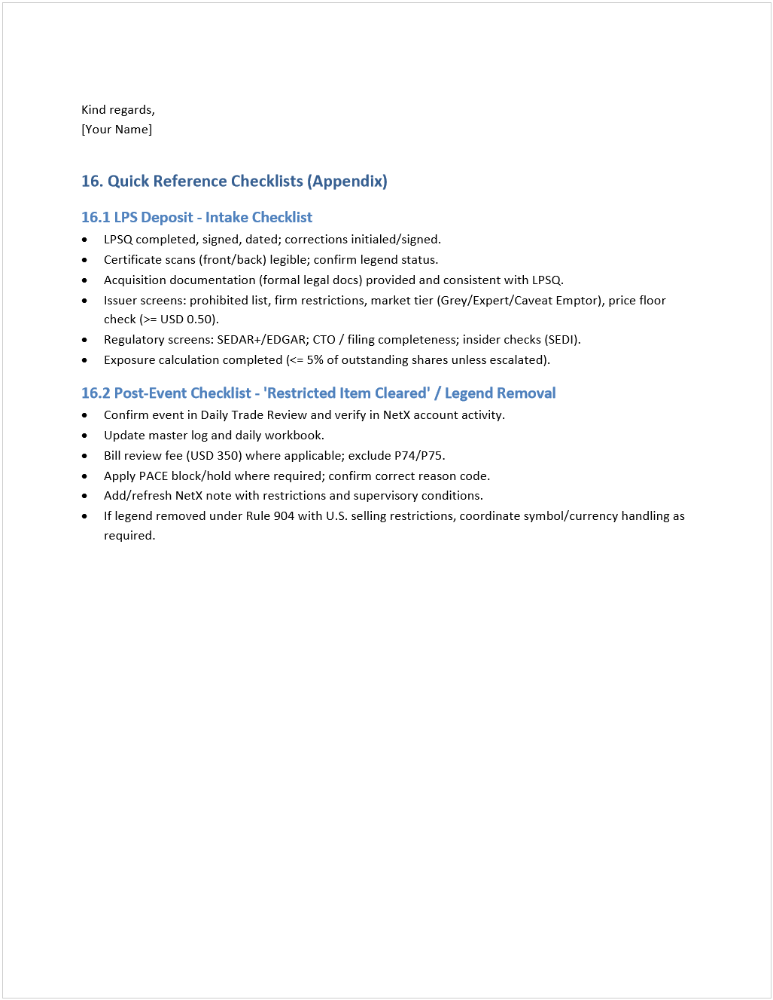 Kind regards,
[Your Name]
16. Quick Reference Checklists (Appendix)
16.1 LPS Deposit - Intake Checklist
• LPSQ completed, signed, dated; corrections initialed/signed.
• Certificate scans (front/back) legible; confirm legend status.
• Acquisition documentation (formal legal docs) provided and consistent with LPSQ.
• Issuer screens: prohibited list, firm restrictions, market tier (Grey/Expert/Caveat Emptor), price floor
check (>= USD 0.50).
• Regulatory screens: SEDAR+/EDGAR; CTO / filing completeness; insider checks (SEDI).
• Exposure calculation completed (<= 5% of outstanding shares unless escalated).
16.2 Post-Event Checklist - 'Restricted Item Cleared' / Legend Removal
• Confirm event in Daily Trade Review and verify in NetX account activity.
• Update master log and daily workbook.
• Bill review fee (USD 350) where applicable; exclude P74/P75.
• Apply PACE block/hold where required; confirm correct reason code.
• Add/refresh NetX note with restrictions and supervisory conditions.
• If legend removed under Rule 904 with U.S. selling restrictions, coordinate symbol/currency handling as
required.